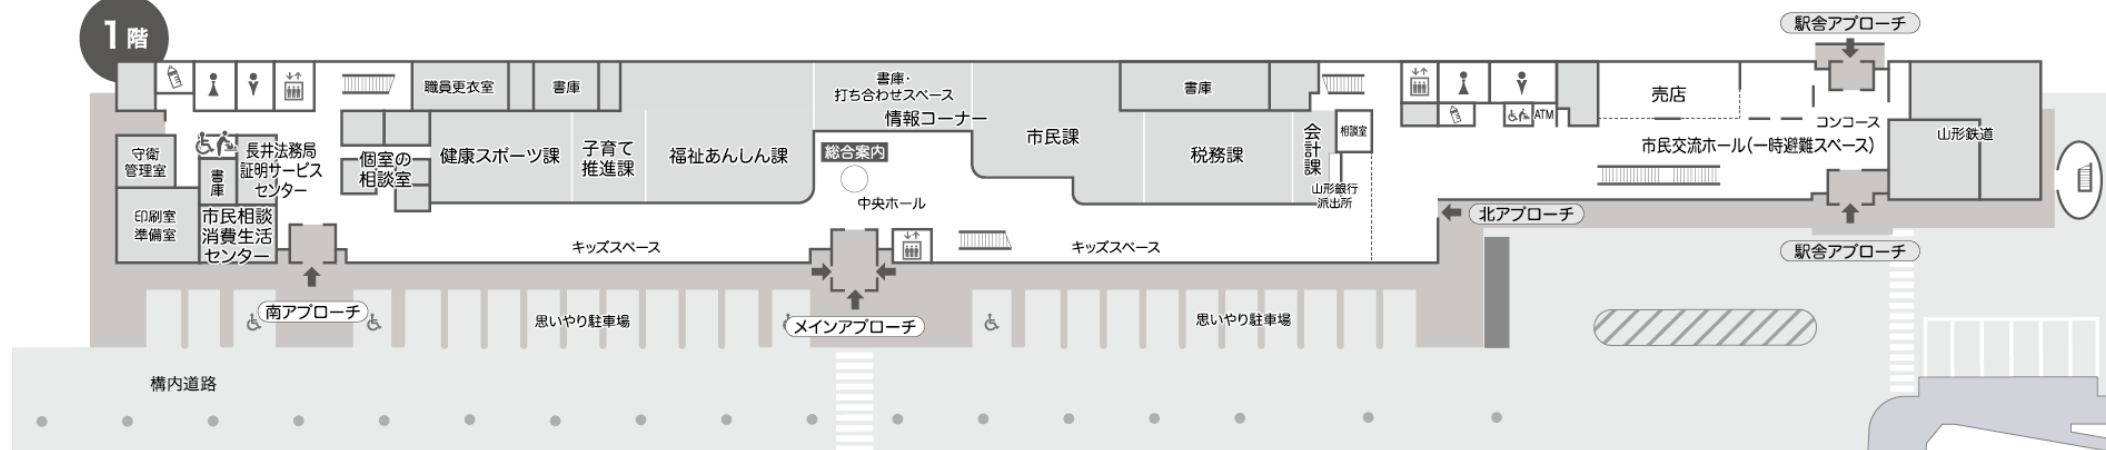 1階
駅舎アプローチ
職員更衣室
書庫
書庫・
打ち合わせスペース
情報コーナー
書庫
売店
ATM
コンコース
市民交流ホール(一時避難スペース)
山形鉄道
守衛
管理室
書庫
長井法務局
証明サービス
センター
個室の
相談室
健康スポーツ課
子育て
推進課
福祉あんしん課
総合案内
中央ホール
市民課
税務課
会計課
相談室
山形銀行
派出所
印刷室
準備室
市民相談
消費生活
センター
キッズスペース
キッズスペース
北アプローチ
駅舎アプローチ
南アプローチ
思いやり駐車場
メインアプローチ
思いやり駐車場
構内道路